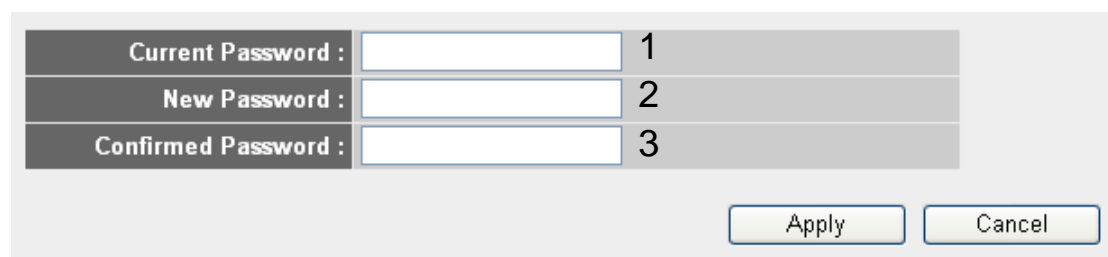 Current Password : 1
New Password : 2
Confirmed Password : 3
Apply Cancel